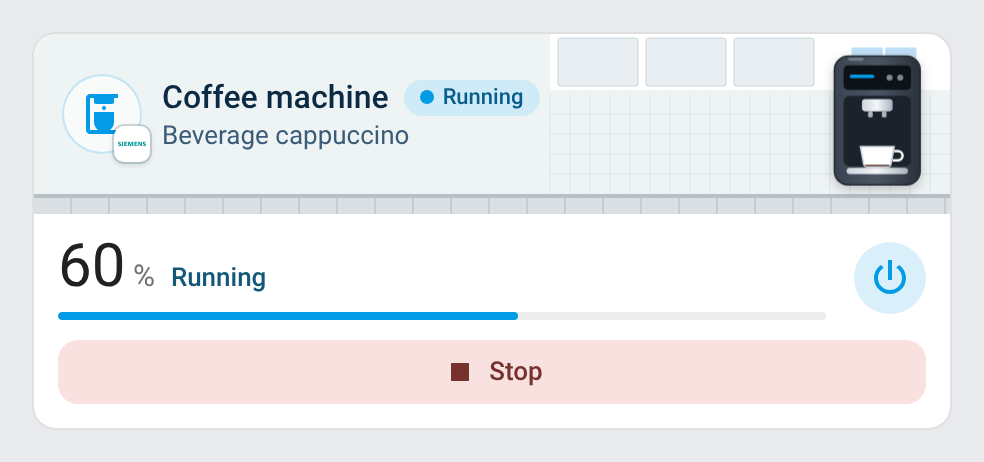 Coffee machine
Running
Beverage cappuccino
SIEMENS
60 % Running
Stop